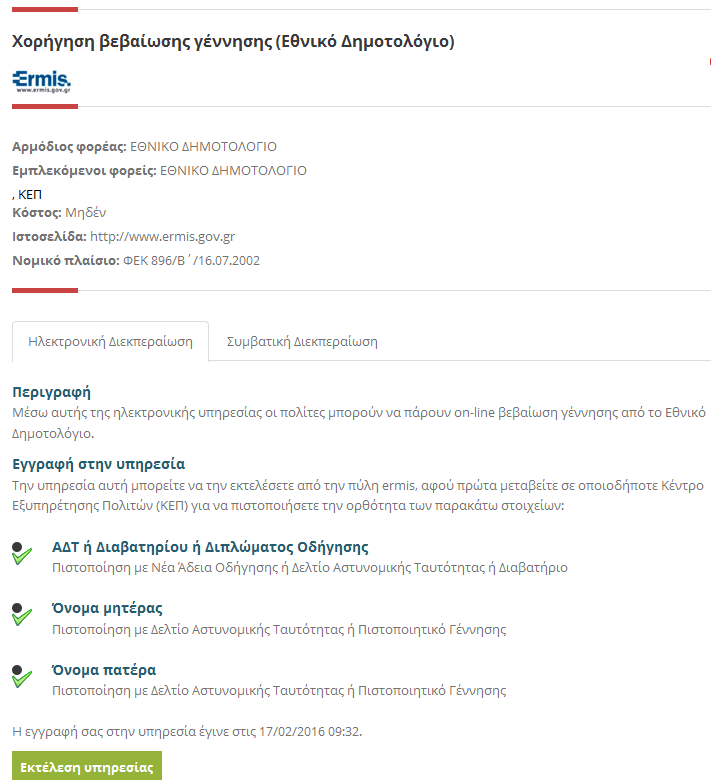 Χορήγηση βεβαίωσης γέννησης (Εθνικό Δημοτολόγιο)
Ermis.
www.ermis.gov.gr
Αρμόδιος φορέας: ΕΘΝΙΚΟ ΔΗΜΟΤΟΛΟΓΙΟ
Εμπλεκόμενοι φορείς: ΕΘΝΙΚΟ ΔΗΜΟΤΟΛΟΓΙΟ
, ΚΕΠ
Κόστος: Μηδέν
Ιστοσελίδα: http://www.ermis.gov.gr
Νομικό πλαίσιο: ΦΕΚ 896/Β΄/16.07.2002
Ηλεκτρονική Διεκπεραίωση Συμβατική Διεκπεραίωση
Περιγραφή
Μέσω αυτής της ηλεκτρονικής υπηρεσίας οι πολίτες μπορούν να πάρουν on-line βεβαίωση γέννησης από το Εθνικό
Δημοτολόγιο.
Εγγραφή στην υπηρεσία
Την υπηρεσία αυτή μπορείτε να την εκτελέσετε από την πύλη ermis, αφού πρώτα μεταβείτε σε οποιοδήποτε Κέντρο
Εξυπηρέτησης Πολιτών (ΚΕΠ) για να πιστοποιήσετε την ορθότητα των παρακάτω στοιχείων:
ΑΔΤ ή Διαβατηρίου ή Διπλώματος Οδήγησης
Πιστοποίηση με Νέα Άδεια Οδήγησης ή Δελτίο Αστυνομικής Ταυτότητας ή Διαβατήριο
Όνομα μητέρας
Πιστοποίηση με Δελτίο Αστυνομικής Ταυτότητας ή Πιστοποιητικό Γέννησης
Όνομα πατέρα
Πιστοποίηση με Δελτίο Αστυνομικής Ταυτότητας ή Πιστοποιητικό Γέννησης
Η εγγραφή σας στην υπηρεσία έγινε στις 17/02/2016 09:32.
Εκτέλεση υπηρεσίας